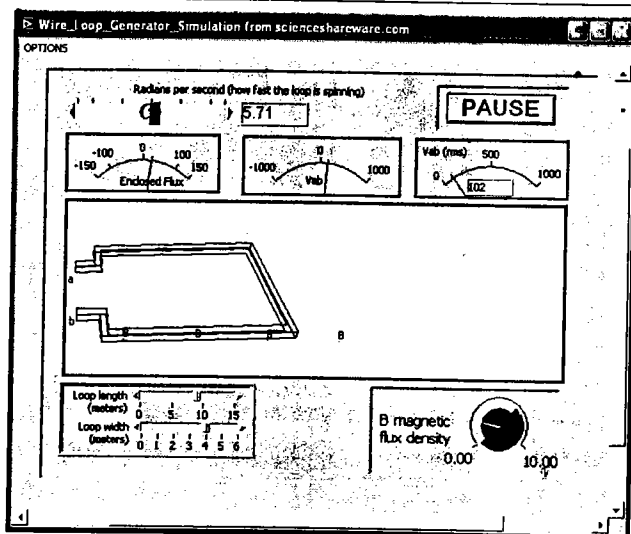 Wire_Loop_Generator_Simulation from scienceshareware.com
OPTIONS
Radians per second (how fast the loop is spinning)
5.71
PAUSE
-150 -100 0 100 150
Enclosed Flux
-1000 0 1000
Vab
Vab (rms)
0 500 1000
102
a
b
B B B B
Loop length
(meters)
0 5 10 15
Loop width
(meters)
0 1 2 3 4 5 6
B magnetic
flux density
0.00 10.00